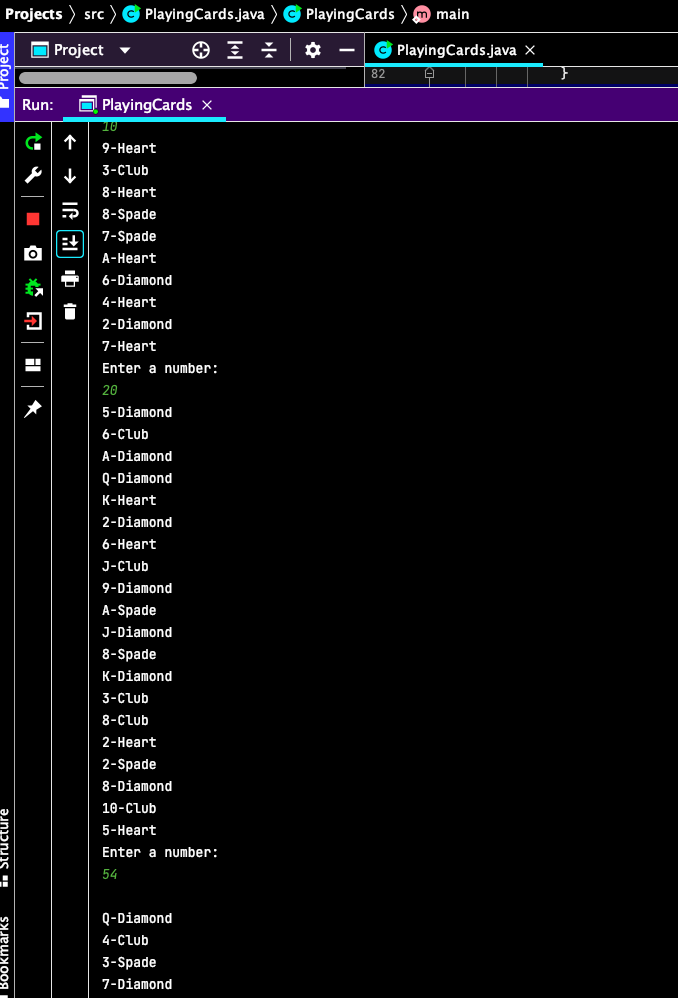 Projects 〉 src 〉 PlayingCards.java 〉 PlayingCards 〉 main
Project
Project
PlayingCards.java
82 }
Run: PlayingCards
10
9-Heart
3-Club
8-Heart
8-Spade
7-Spade
A-Heart
6-Diamond
4-Heart
2-Diamond
7-Heart
Enter a number:
20
5-Diamond
6-Club
A-Diamond
Q-Diamond
K-Heart
2-Diamond
6-Heart
J-Club
9-Diamond
A-Spade
J-Diamond
8-Spade
K-Diamond
3-Club
8-Club
2-Heart
2-Spade
8-Diamond
10-Club
5-Heart
Enter a number:
54
Q-Diamond
4-Club
3-Spade
7-Diamond
Structure
Bookmarks